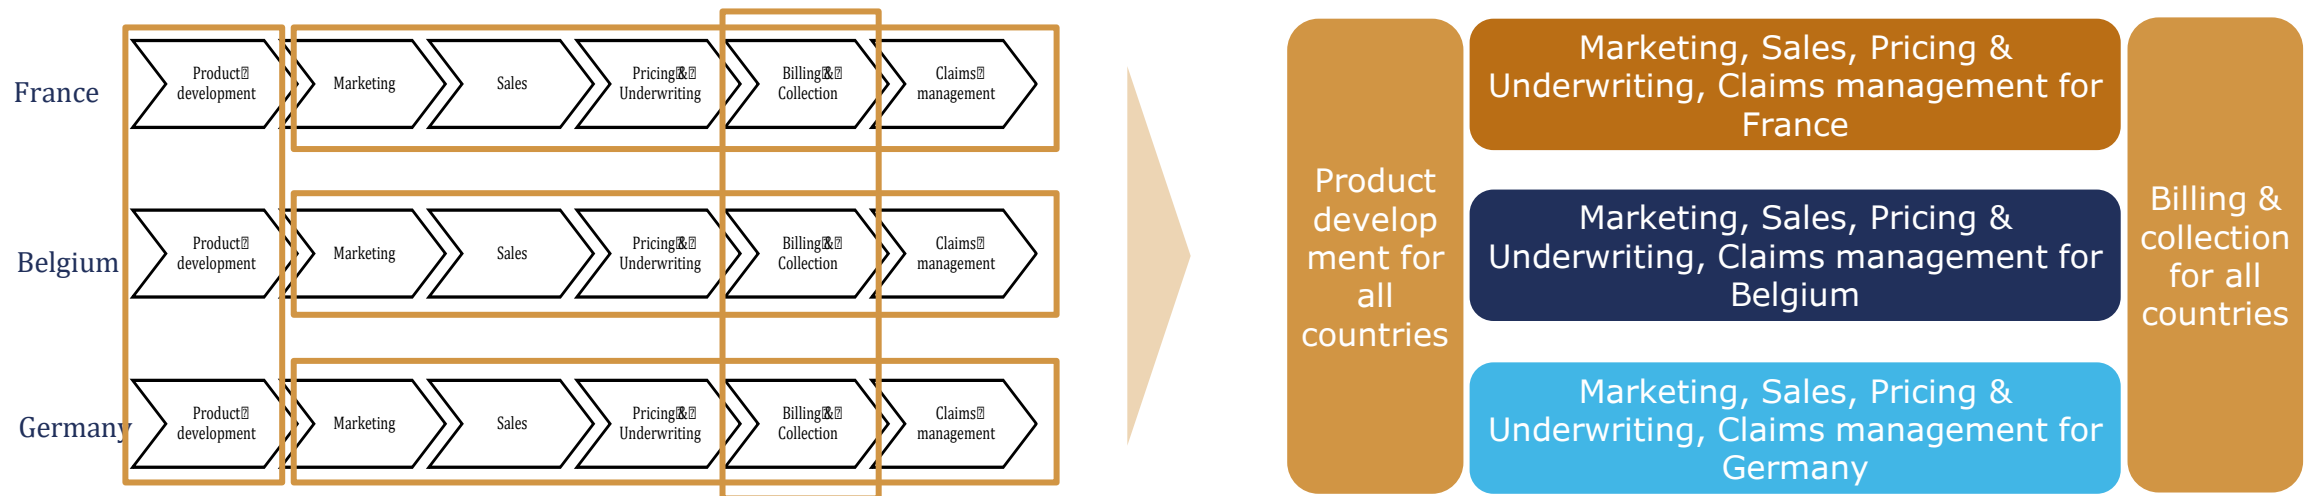 France
Product
development
Marketing
Sales
Pricing &
Underwriting
Billing &
Collection
Claims
management
Belgium
Product
development
Marketing
Sales
Pricing &
Underwriting
Billing &
Collection
Claims
management
Germany
Product
development
Marketing
Sales
Pricing &
Underwriting
Billing &
Collection
Claims
management
Product
develop
ment for
all
countries
Marketing, Sales, Pricing &
Underwriting, Claims management for
France
Marketing, Sales, Pricing &
Underwriting, Claims management for
Belgium
Marketing, Sales, Pricing &
Underwriting, Claims management for
Germany
Billing &
collection
for all
countries